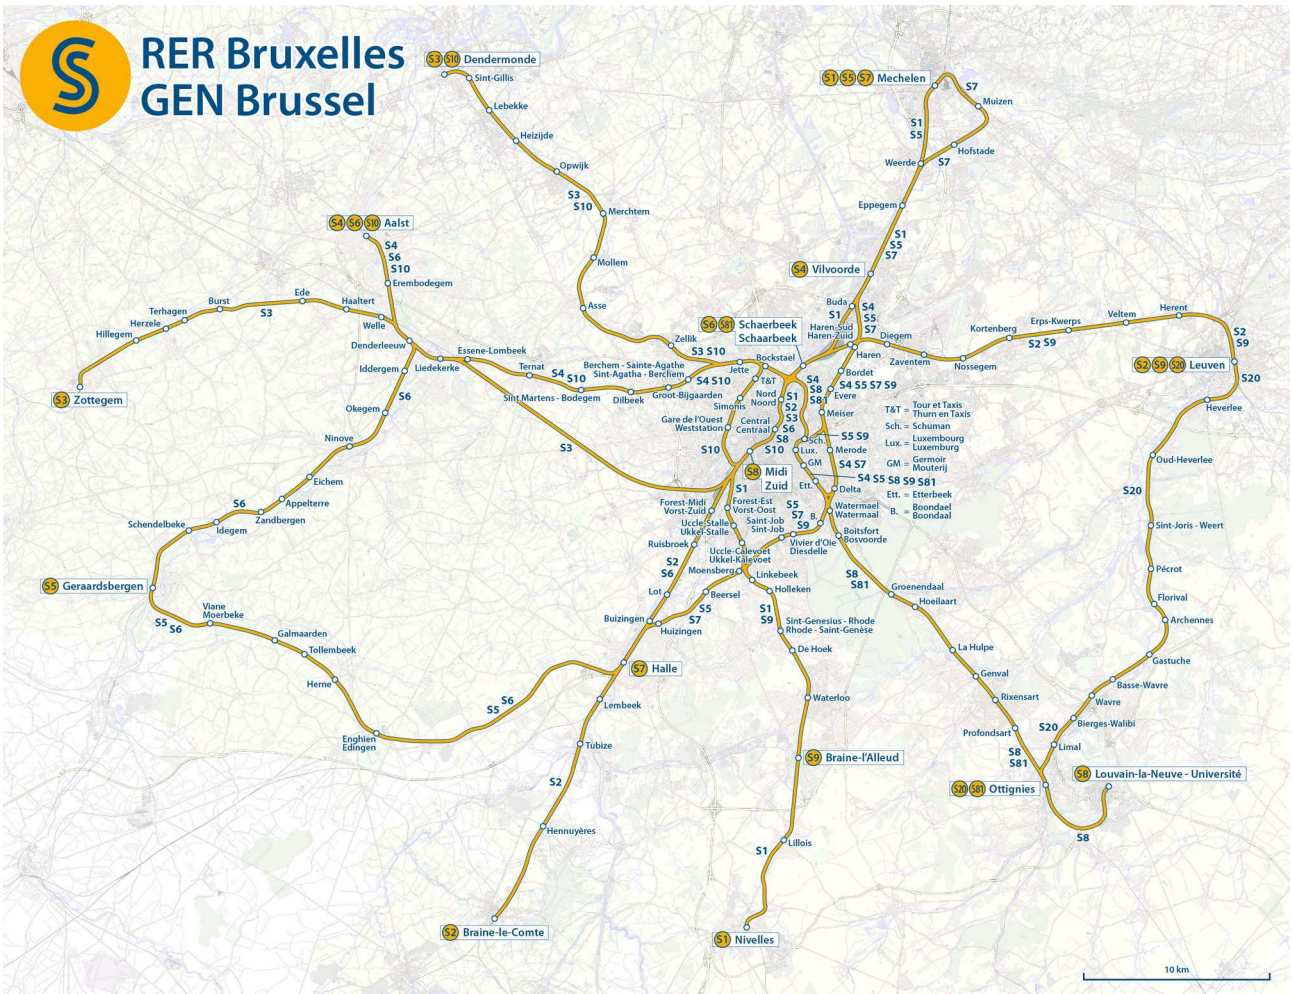 S
RER Bruxelles
GEN Brussel
S3 S10 Dendermonde
Sint-Gillis
Lebekke
Heizijde
Opwijk
S3
S10
Merchtem
Mollem
Asse
Zellik
S3 S10
S1 S5 S7 Mechelen
S7
Muizen
S1
S5
Hofstade
Weerde
S7
Eppegem
S1
S5
S7
S4 Vilvoorde
Buda
S1
S4
S5
S7
Haren-Sud
Haren-Zuid
Haren
Diegem
Zaventem
Nossegem
Kortenberg
Erps-Kwerps
S2 S9
Veltem
Herent
S2
S9
S2 S9 S20 Leuven
S20
Heverlee
Oud-Heverlee
S20
Sint-Joris - Weert
Pécrot
Florival
Archennes
Gastuche
Basse-Wavre
Wavre
Bierges-Walibi
S20
Limal
S4 S6 S10 Aalst
S4
S6
S10
Erembodegem
Ede
Haaltert
Burst
Terhagen
Herzele
Hillegem
S3
S3 Zottegem
Welle
Denderleeuw
Liedekerke
Essene-Lombeek
Ternat
S4
S10
Sint Martens - Bodegem
Dilbeek
Groot-Bijgaarden
Berchem - Sainte-Agathe
Sint-Agatha - Berchem
S4 S10
Jette
Bockstael
T&T
Simonis
Gare de l'Ouest
Weststation
S10
S6 S81 Schaerbeek
Schaarbeek
Nord
Noord
S1
S2
S3
S6
S8
S10
Central
Centraal
S4
S8
S81
Bordet
S4 S5 S7 S9
Evere
Meiser
Sch.
S5 S9
Lux.
Merode
GM
S4 S7
S4 S5 S8 S9 S81
Ett.
Delta
T&T = Tour et Taxis
Thurn en Taxis
Sch. = Schuman
Lux. = Luxembourg
Luxemburg
GM = Germoir
Mouterij
Ett. = Etterbeek
B. = Boondael
Boondaal
S8 Midi
Zuid
S1
Forest-Midi
Vorst-Zuid
Forest-Est
Vorst-Oost
Uccle-Stalle
Ukkel-Stalle
Saint-Job
Sint-Job
S5
S7
S9
B.
Watermael
Watermaal
Boitsfort
Bosvoorde
Vivier d'Oie
Diesdelle
Ruisbroek
Uccle-Calevoet
Ukkel-Kalevoet
Moensberg
Linkebeek
Holleken
S2
S6
Lot
Beersel
S5
S7
Buizingen
Huizingen
S1
S9
Sint-Genesius - Rhode
Rhode - Saint-Genèse
De Hoek
Waterloo
S9 Braine-l'Alleud
Lillois
S1
S1 Nivelles
S8
S81
Groenendaal
Hoeilaart
La Hulpe
Genval
Rixensart
Profondsart
S8
S81
S20 S81 Ottignies
S8 Louvain-la-Neuve - Université
S8
S3
Iddergem
S6
Okegem
Ninove
Eichem
Appelterre
S6
Zandbergen
Idegem
Schendelbeke
S5 Geraardsbergen
S5 S6
Viane
Moerbeke
Galmaarden
Tollembeek
Herne
Enghien
Edingen
S5 S6
S7 Halle
Lembeek
Tubize
S2
Hennuyères
S2 Braine-le-Comte
10 km